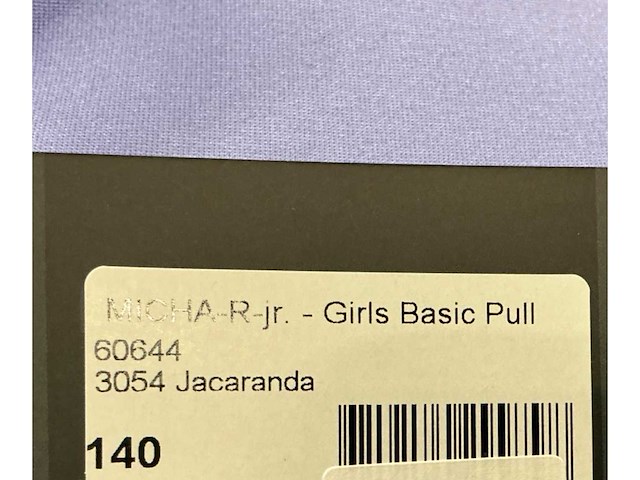 MICHA-R-jr. - Girls Basic Pull
60644
3054 Jacaranda
140